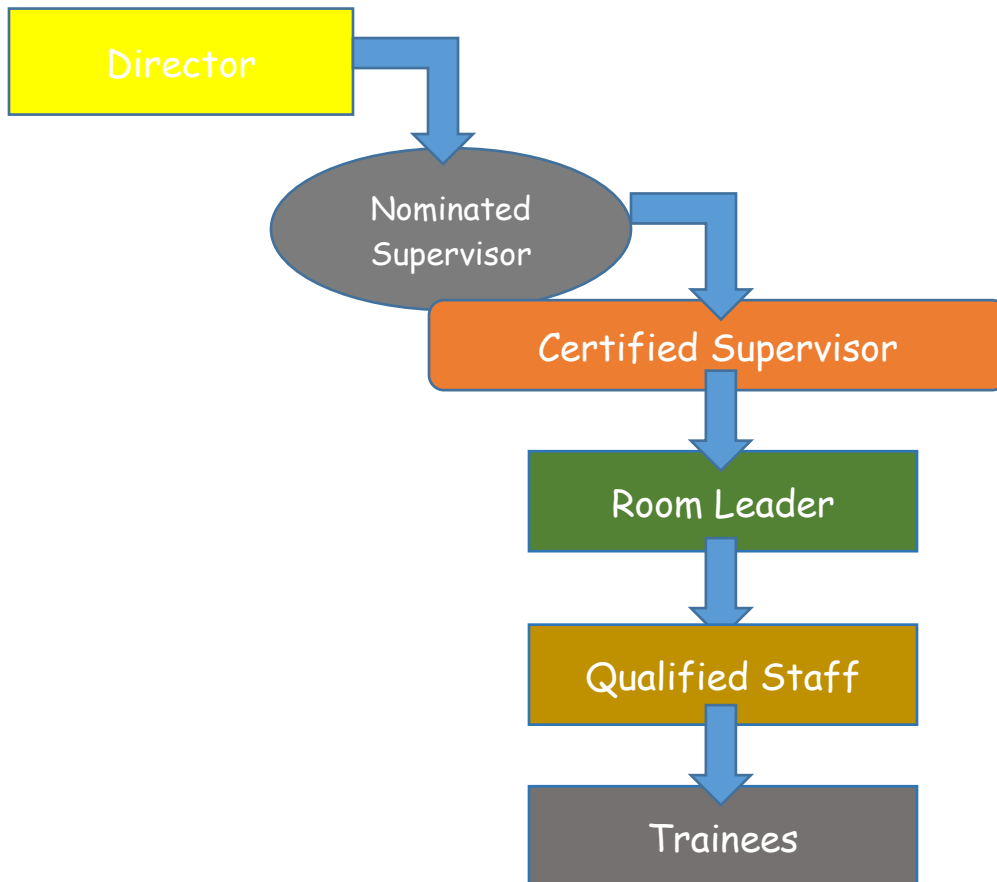 Director
Nominated
Supervisor
Certified Supervisor
Room Leader
Qualified Staff
Trainees